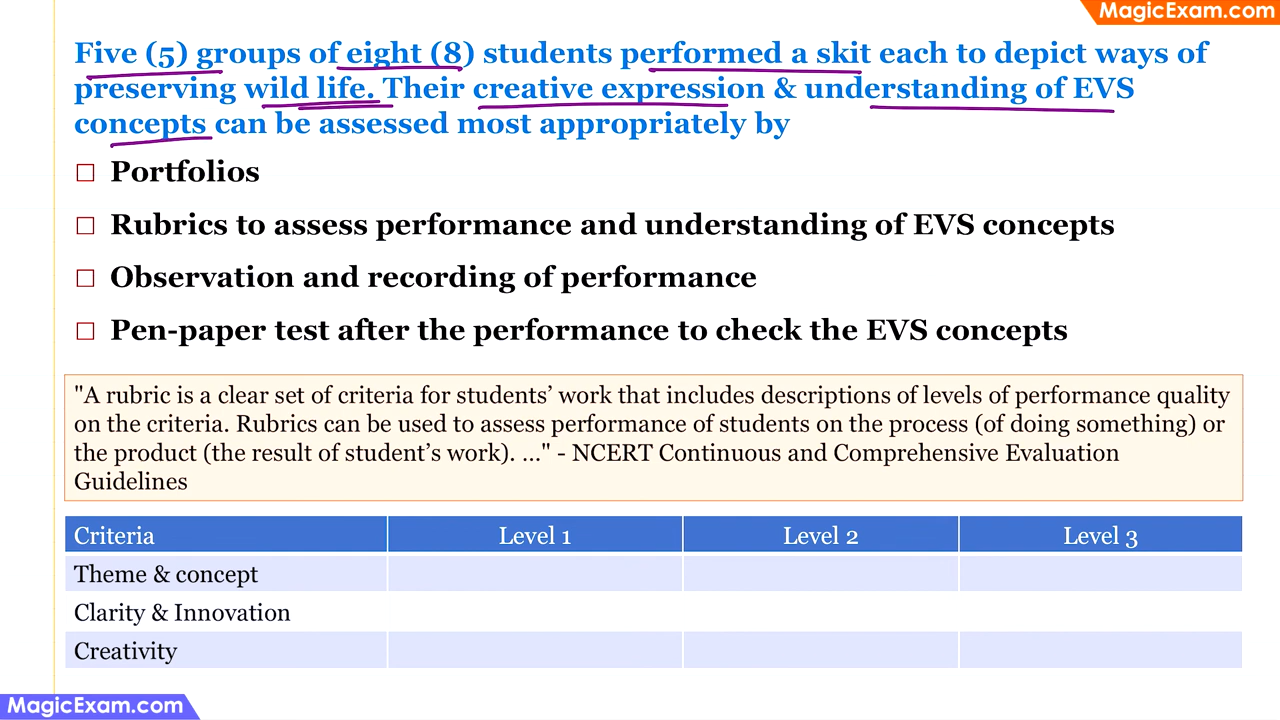 MagicExam.com
Five (5) groups of eight (8) students performed a skit each to depict ways of
preserving wild life. Their creative expression & understanding of EVS
concepts can be assessed most appropriately by
Portfolios
Rubrics to assess performance and understanding of EVS concepts
Observation and recording of performance
Pen-paper test after the performance to check the EVS concepts
"A rubric is a clear set of criteria for students’ work that includes descriptions of levels of performance quality
on the criteria. Rubrics can be used to assess performance of students on the process (of doing something) or
the product (the result of student’s work). ..." - NCERT Continuous and Comprehensive Evaluation
Guidelines
Criteria Level 1 Level 2 Level 3
Theme & concept
Clarity & Innovation
Creativity
MagicExam.com